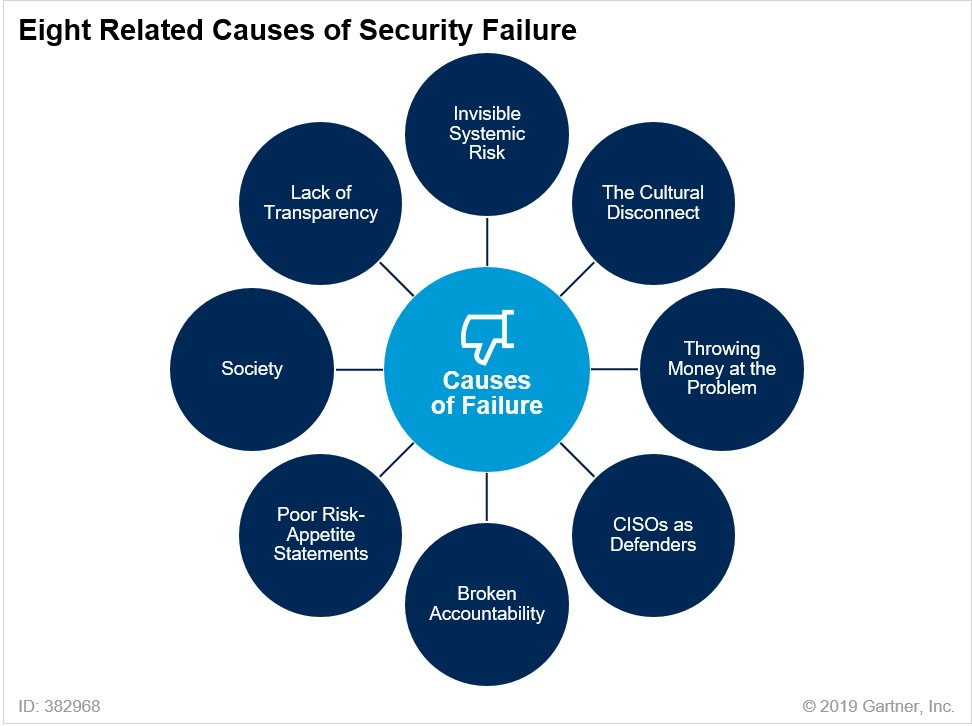 Eight Related Causes of Security Failure
Invisible
Systemic
Risk
The Cultural
Disconnect
Throwing
Money at the
Problem
CISOs as
Defenders
Broken
Accountability
Poor Risk-
Appetite
Statements
Society
Lack of
Transparency
Causes
of Failure
ID: 382968
© 2019 Gartner, Inc.